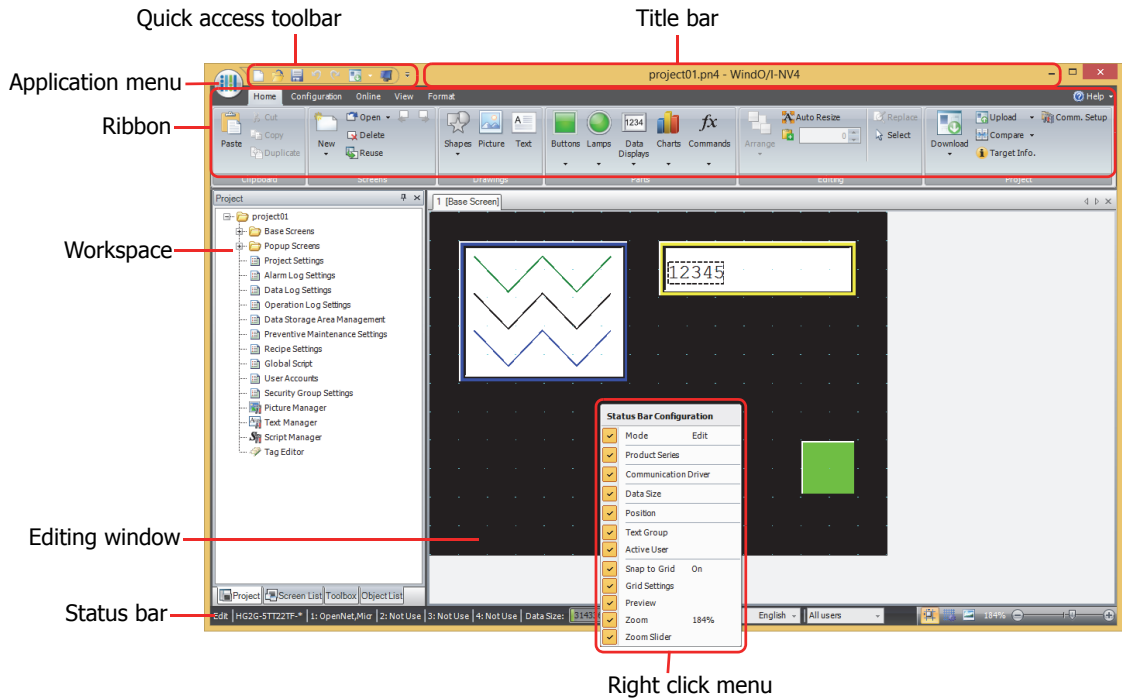 Quick access toolbar
Title bar
Application menu
project01.pn4 - WindO/I-NV4
Home Configuration Online View Format
Help
Ribbon
Paste
Cut
Copy
Duplicate
Clipboard
New
Open
Delete
Reuse
Screens
Shapes Picture Text
Drawings
1234
Buttons Lamps Data Displays Charts Commands
fx
Parts
Arrange
Auto Resize
0
Replace
Select
Editing
Download
Upload
Compare
Target Info.
Comm. Setup
Project
Project
1 [Base Screen]
Workspace
project01
Base Screens
Popup Screens
Project Settings
Alarm Log Settings
Data Log Settings
Operation Log Settings
Data Storage Area Management
Preventive Maintenance Settings
Recipe Settings
Global Script
User Accounts
Security Group Settings
Picture Manager
Text Manager
Script Manager
Tag Editor
12345
Status Bar Configuration
Mode Edit
Product Series
Communication Driver
Data Size
Position
Text Group
Active User
Snap to Grid On
Grid Settings
Preview
Zoom 184%
Zoom Slider
Editing window
Project Screen List Toolbox Object List
Status bar
Edit HG2G-5TT22TF-* 1: OpenNet,Micr 2: Not Use 3: Not Use 4: Not Use Data Size: English All users 184%
Right click menu